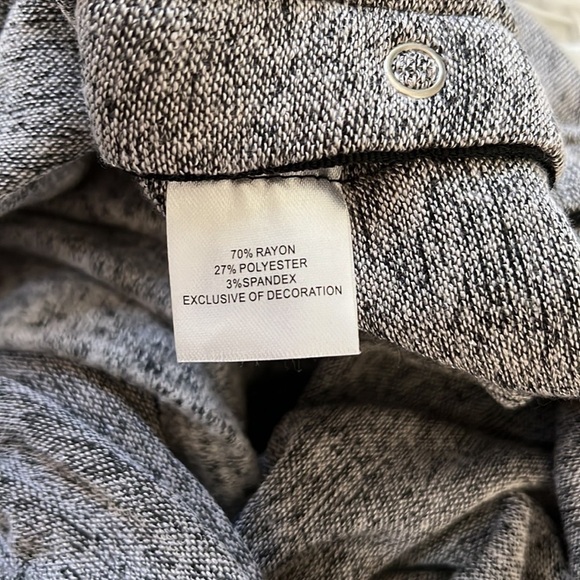 70% RAYON
27% POLYESTER
3%SPANDEX
EXCLUSIVE OF DECORATION